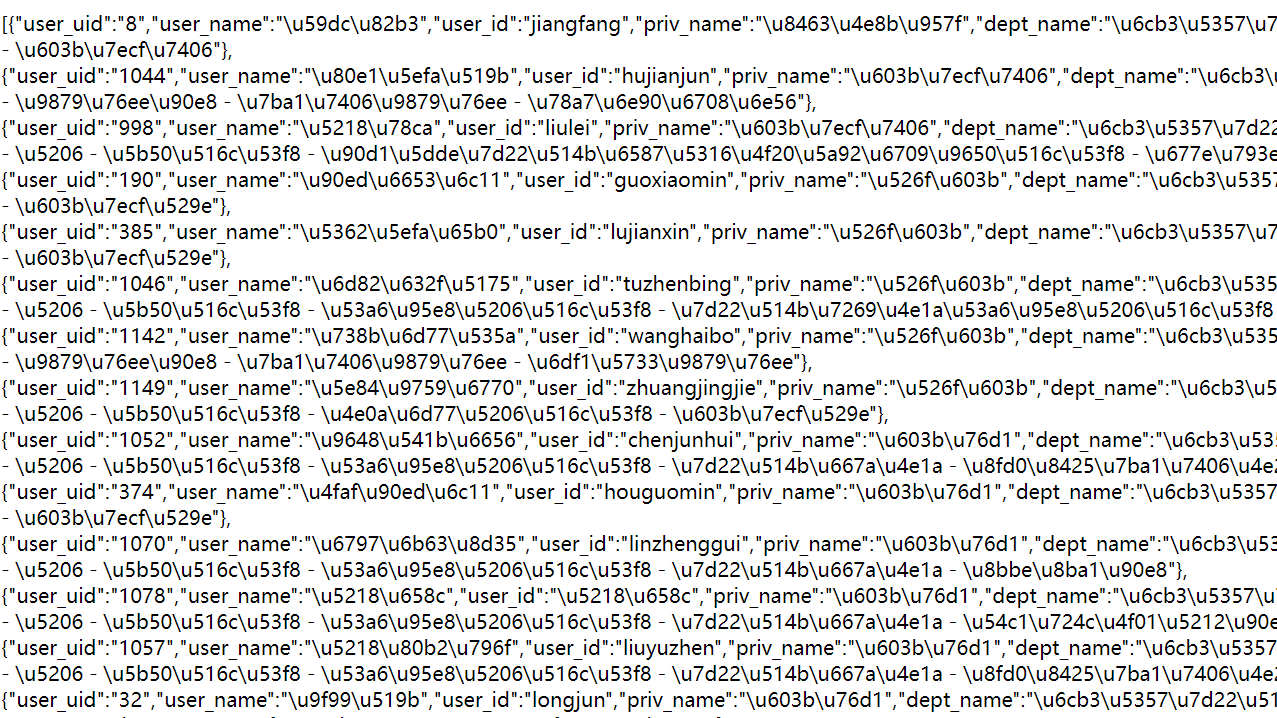 [{"user_uid":"8","user_name":"\u59dc\u82b3","user_id":"jiangfang","priv_name":"\u8463\u4e8b\u957f","dept_name":"\u6cb3\u5357\u7
- \u603b\u7ecf\u7406"},
{"user_uid":"1044","user_name":"\u80e1\u5efa\u519b","user_id":"hujianjun","priv_name":"\u603b\u7ecf\u7406","dept_name":"\u6cb3\u
- \u9879\u76ee\u90e8 - \u7ba1\u7406\u9879\u76ee - \u78a7\u6e90\u6708\u6e56"},
{"user_uid":"998","user_name":"\u5218\u78ca","user_id":"liulei","priv_name":"\u603b\u7ecf\u7406","dept_name":"\u6cb3\u5357\u7d22
- \u5206 - \u5b50\u516c\u53f8 - \u90d1\u5dde\u7d22\u514b\u6587\u5316\u4f20\u5a92\u6709\u9650\u516c\u53f8 - \u677e\u793e
{"user_uid":"190","user_name":"\u90ed\u6653\u6c11","user_id":"guoxiaomin","priv_name":"\u526f\u603b","dept_name":"\u6cb3\u5357
- \u603b\u7ecf\u529e"},
{"user_uid":"385","user_name":"\u5362\u5efa\u65b0","user_id":"lujianxin","priv_name":"\u526f\u603b","dept_name":"\u6cb3\u5357\u7
- \u603b\u7ecf\u529e"},
{"user_uid":"1046","user_name":"\u6d82\u632f\u5175","user_id":"tuzhenbing","priv_name":"\u526f\u603b","dept_name":"\u6cb3\u535
- \u5206 - \u5b50\u516c\u53f8 - \u53a6\u95e8\u5206\u516c\u53f8 - \u7d22\u514b\u7269\u4e1a\u53a6\u95e8\u5206\u516c\u53f8
{"user_uid":"1142","user_name":"\u738b\u6d77\u535a","user_id":"wanghaibo","priv_name":"\u526f\u603b","dept_name":"\u6cb3\u535
- \u9879\u76ee\u90e8 - \u7ba1\u7406\u9879\u76ee - \u6df1\u5733\u9879\u76ee"},
{"user_uid":"1149","user_name":"\u5e84\u9759\u6770","user_id":"zhuangjingjie","priv_name":"\u526f\u603b","dept_name":"\u6cb3\u5
- \u5206 - \u5b50\u516c\u53f8 - \u4e0a\u6d77\u5206\u516c\u53f8 - \u603b\u7ecf\u529e"},
{"user_uid":"1052","user_name":"\u9648\u541b\u6656","user_id":"chenjunhui","priv_name":"\u603b\u76d1","dept_name":"\u6cb3\u535
- \u5206 - \u5b50\u516c\u53f8 - \u53a6\u95e8\u5206\u516c\u53f8 - \u7d22\u514b\u667a\u4e1a - \u8fd0\u8425\u7ba1\u7406\u4e2
{"user_uid":"374","user_name":"\u4faf\u90ed\u6c11","user_id":"houguomin","priv_name":"\u603b\u76d1","dept_name":"\u6cb3\u5357
- \u603b\u7ecf\u529e"},
{"user_uid":"1070","user_name":"\u6797\u6b63\u8d35","user_id":"linzhenggui","priv_name":"\u603b\u76d1","dept_name":"\u6cb3\u53
- \u5206 - \u5b50\u516c\u53f8 - \u53a6\u95e8\u5206\u516c\u53f8 - \u7d22\u514b\u667a\u4e1a - \u8bbe\u8ba1\u90e8"},
{"user_uid":"1078","user_name":"\u5218\u658c","user_id":"\u5218\u658c","priv_name":"\u603b\u76d1","dept_name":"\u6cb3\u5357\u7
- \u5206 - \u5b50\u516c\u53f8 - \u53a6\u95e8\u5206\u516c\u53f8 - \u7d22\u514b\u667a\u4e1a - \u54c1\u724c\u4f01\u5212\u90e
{"user_uid":"1057","user_name":"\u5218\u80b2\u796f","user_id":"liuyuzhen","priv_name":"\u603b\u76d1","dept_name":"\u6cb3\u5357
- \u5206 - \u5b50\u516c\u53f8 - \u53a6\u95e8\u5206\u516c\u53f8 - \u7d22\u514b\u667a\u4e1a - \u8fd0\u8425\u7ba1\u7406\u4e2
{"user_uid":"32","user_name":"\u9f99\u519b","user_id":"longjun","priv_name":"\u603b\u76d1","dept_name":"\u6cb3\u5357\u7d22\u51